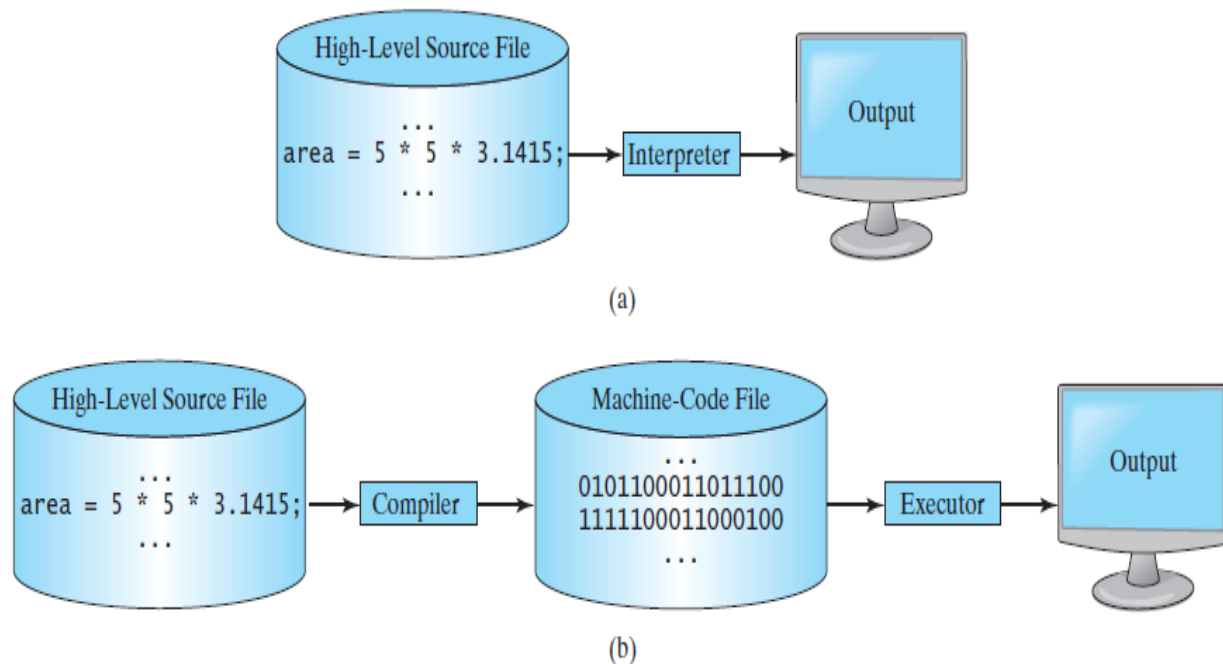 High-Level Source File
...
area = 5 * 5 * 3.1415;
...
Interpreter
Output
(a)
High-Level Source File
...
area = 5 * 5 * 3.1415;
...
Compiler
Machine-Code File
...
0101100011011100
1111100011000100
...
Executor
Output
(b)